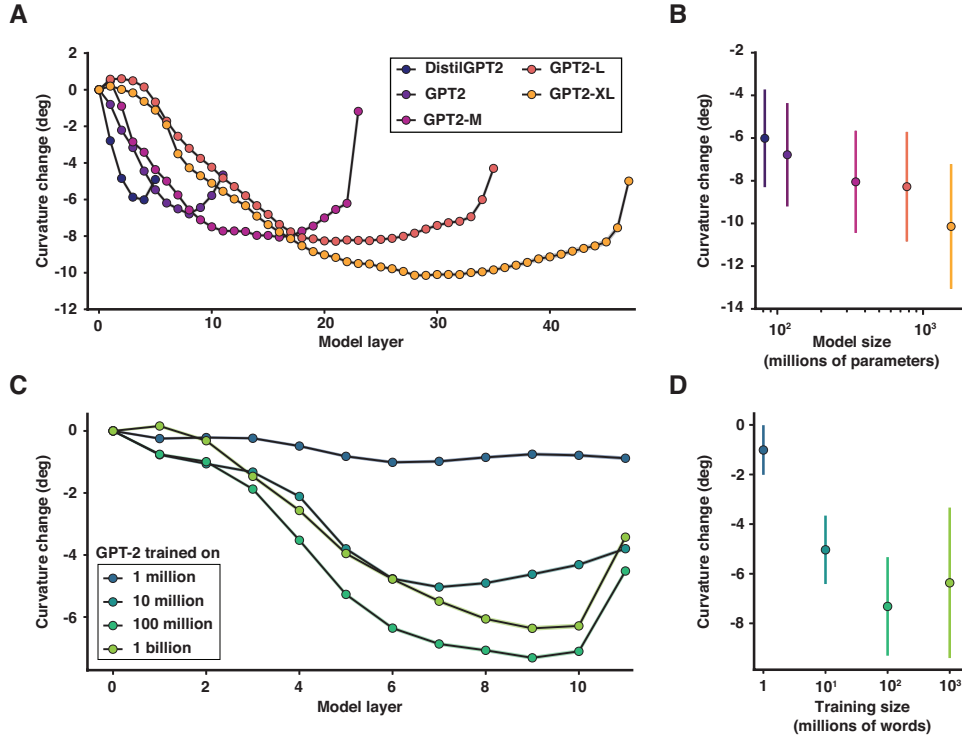 A
2
0
-2
-4
-6
-8
-10
-12
Curvature change (deg)
0
10
20
30
40
Model layer
DistilGPT2
GPT2
GPT2-M
GPT2-L
GPT2-XL
B
-2
-4
-6
-8
-10
-12
-14
Curvature change (deg)
10²
10³
Model size
(millions of parameters)
C
0
-2
-4
-6
Curvature change (deg)
GPT-2 trained on
1 million
10 million
100 million
1 billion
0
2
4
6
8
10
Model layer
D
0
-2
-4
-6
-8
Curvature change (deg)
1
10¹
10²
10³
Training size
(millions of words)